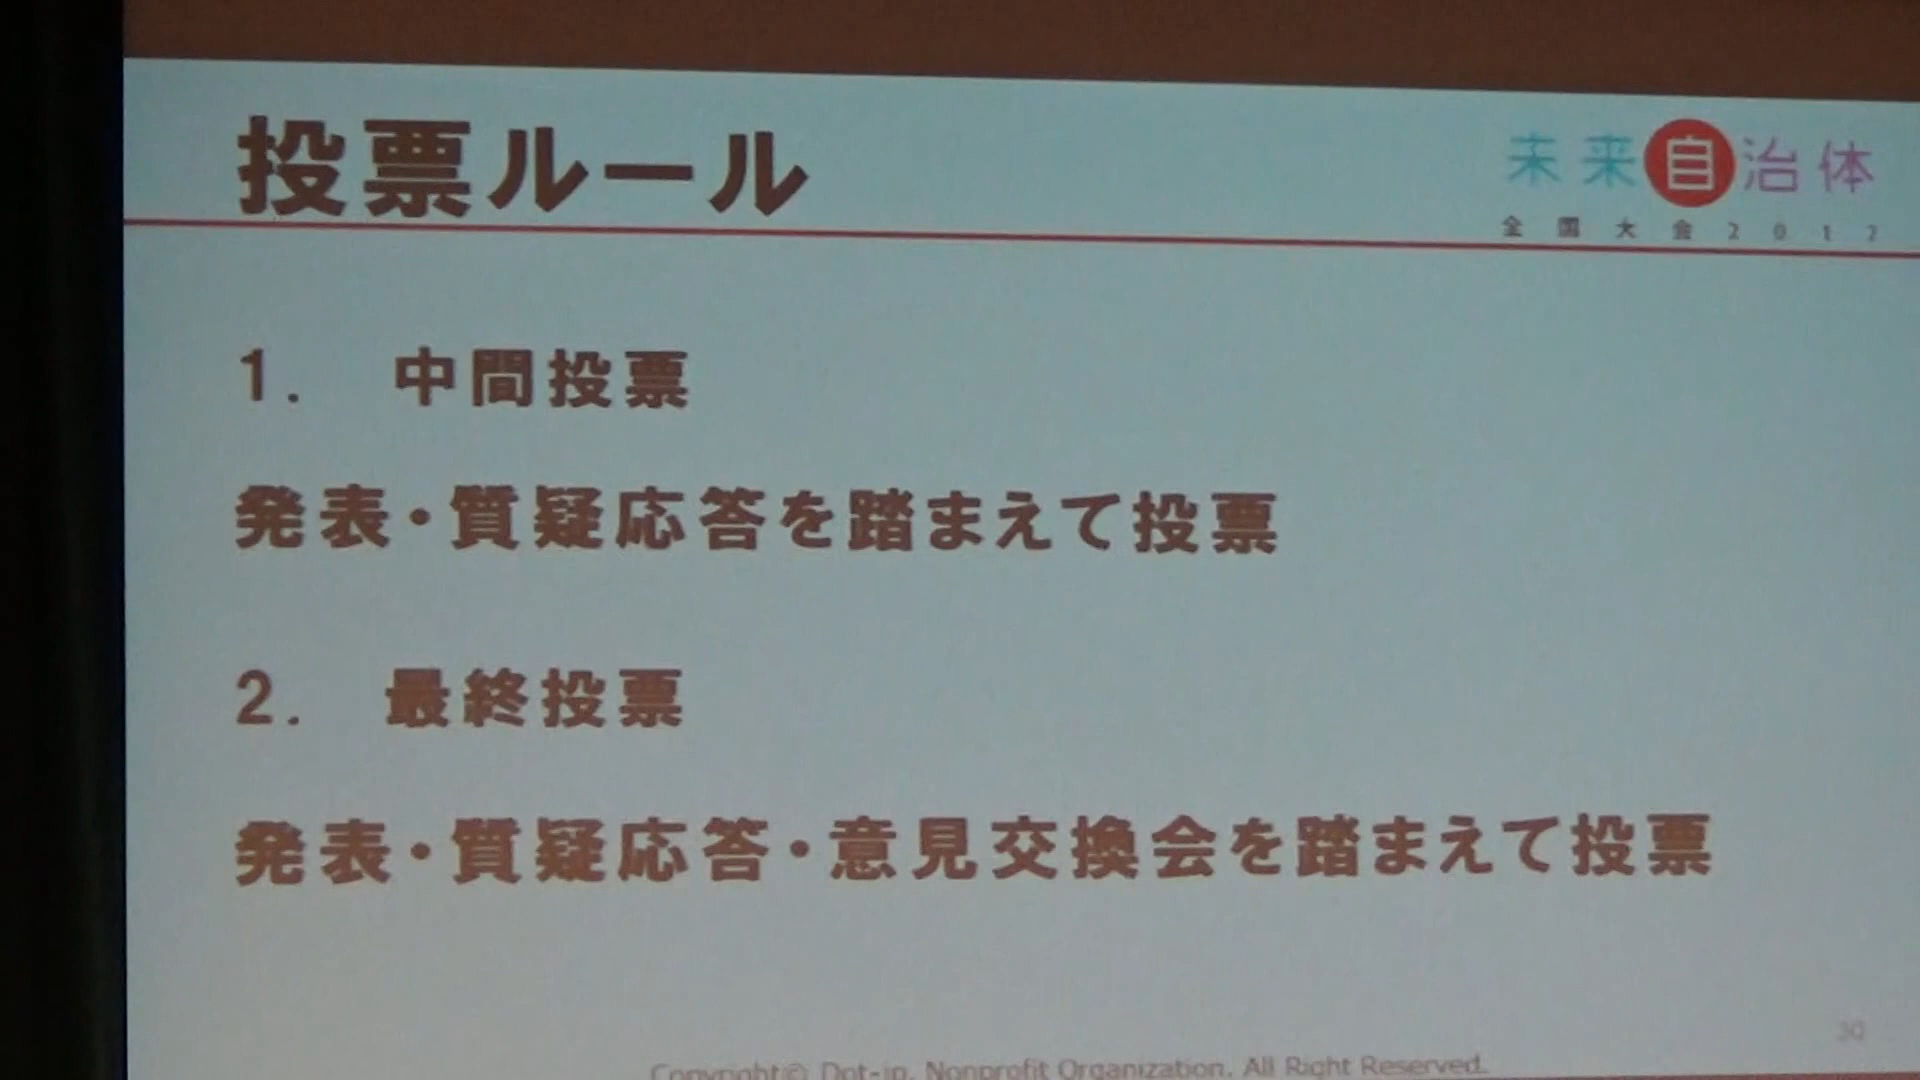 投票ルール
未来自治体
全国大会2017
1. 中間投票
発表・質疑応答を踏まえて投票
2. 最終投票
発表・質疑応答・意見交換会を踏まえて投票
30
Copyright© Dot-jp. Nonprofit Organization. All Right Reserved.